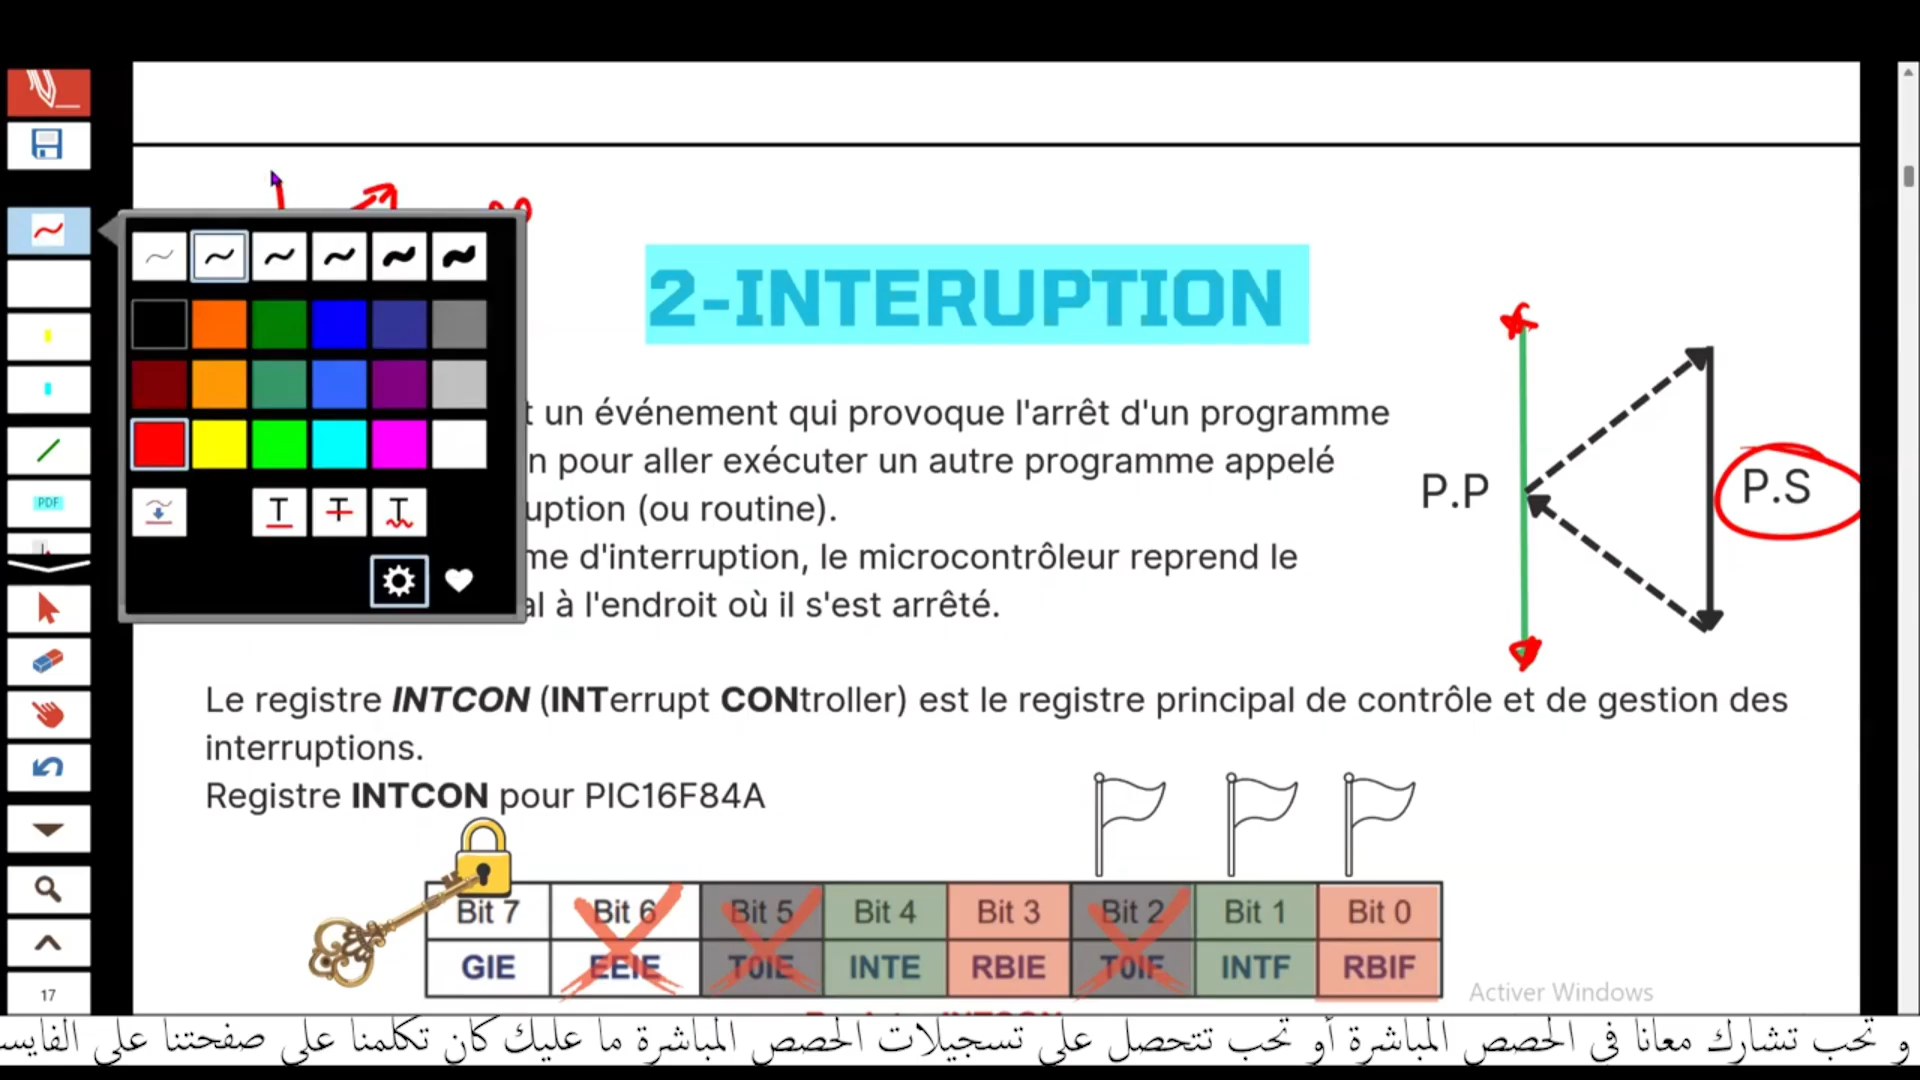 2-INTERUPTION
un événement qui provoque l'arrêt d'un programme
pour aller exécuter un autre programme appelé
(ou routine).
d'interruption, le microcontrôleur reprend le
à l'endroit où il s'est arrêté.
P.P
P.S
Le registre INTCON (INTerrupt CONtroller) est le registre principal de contrôle et de gestion des
interruptions.
Registre INTCON pour PIC16F84A
Bit 7 Bit 6 Bit 5 Bit 4 Bit 3 Bit 2 Bit 1 Bit 0
GIE EEIE T0IE INTE RBIE T0IF INTF RBIF
PDF
17
Activer Windows
و تحب تشارك معانا في الحصص المباشرة أو تحب تتحصل على تسجيلات الحصص المباشرة ما عليك كان تكلمنا على صفحتنا على